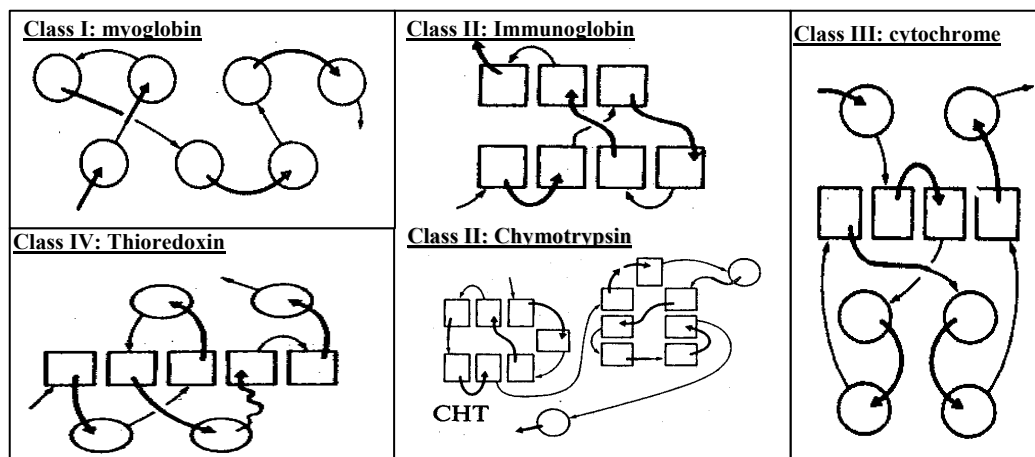 Class I: myoglobin
Class II: Immunoglobin
Class III: cytochrome
Class IV: Thioredoxin
Class II: Chymotrypsin
CHT